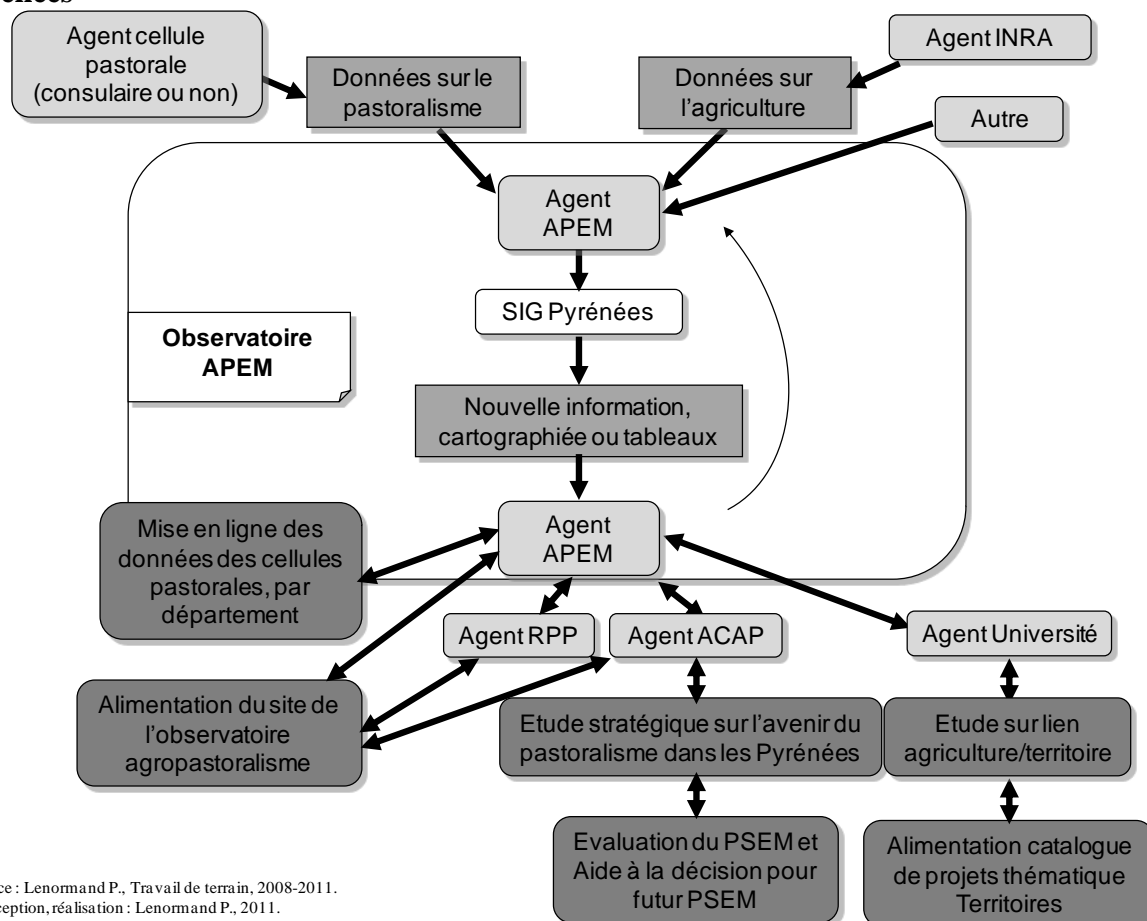 Agent cellule
pastorale
(consulaire ou non)
Données sur le
pastoralisme
Données sur
l'agriculture
Agent INRA
Autre
Agent
APEM
SIG Pyrénées
Observatoire
APEM
Nouvelle information,
cartographiée ou tableaux
Agent
APEM
Mise en ligne des
données des cellules
pastorales, par
département
Agent RPP
Agent ACAP
Agent Université
Alimentation du site de
l'observatoire
agropastoralisme
Etude stratégique sur l'avenir du
pastoralisme dans les Pyrénées
Etude sur lien
agriculture/territoire
Evaluation du PSEM et
Aide à la décision pour
futur PSEM
Alimentation catalogue
de projets thématique
Territoires
: Lenormand P., Travail de terrain, 2008-2011.
réalisation : Lenormand P., 2011.